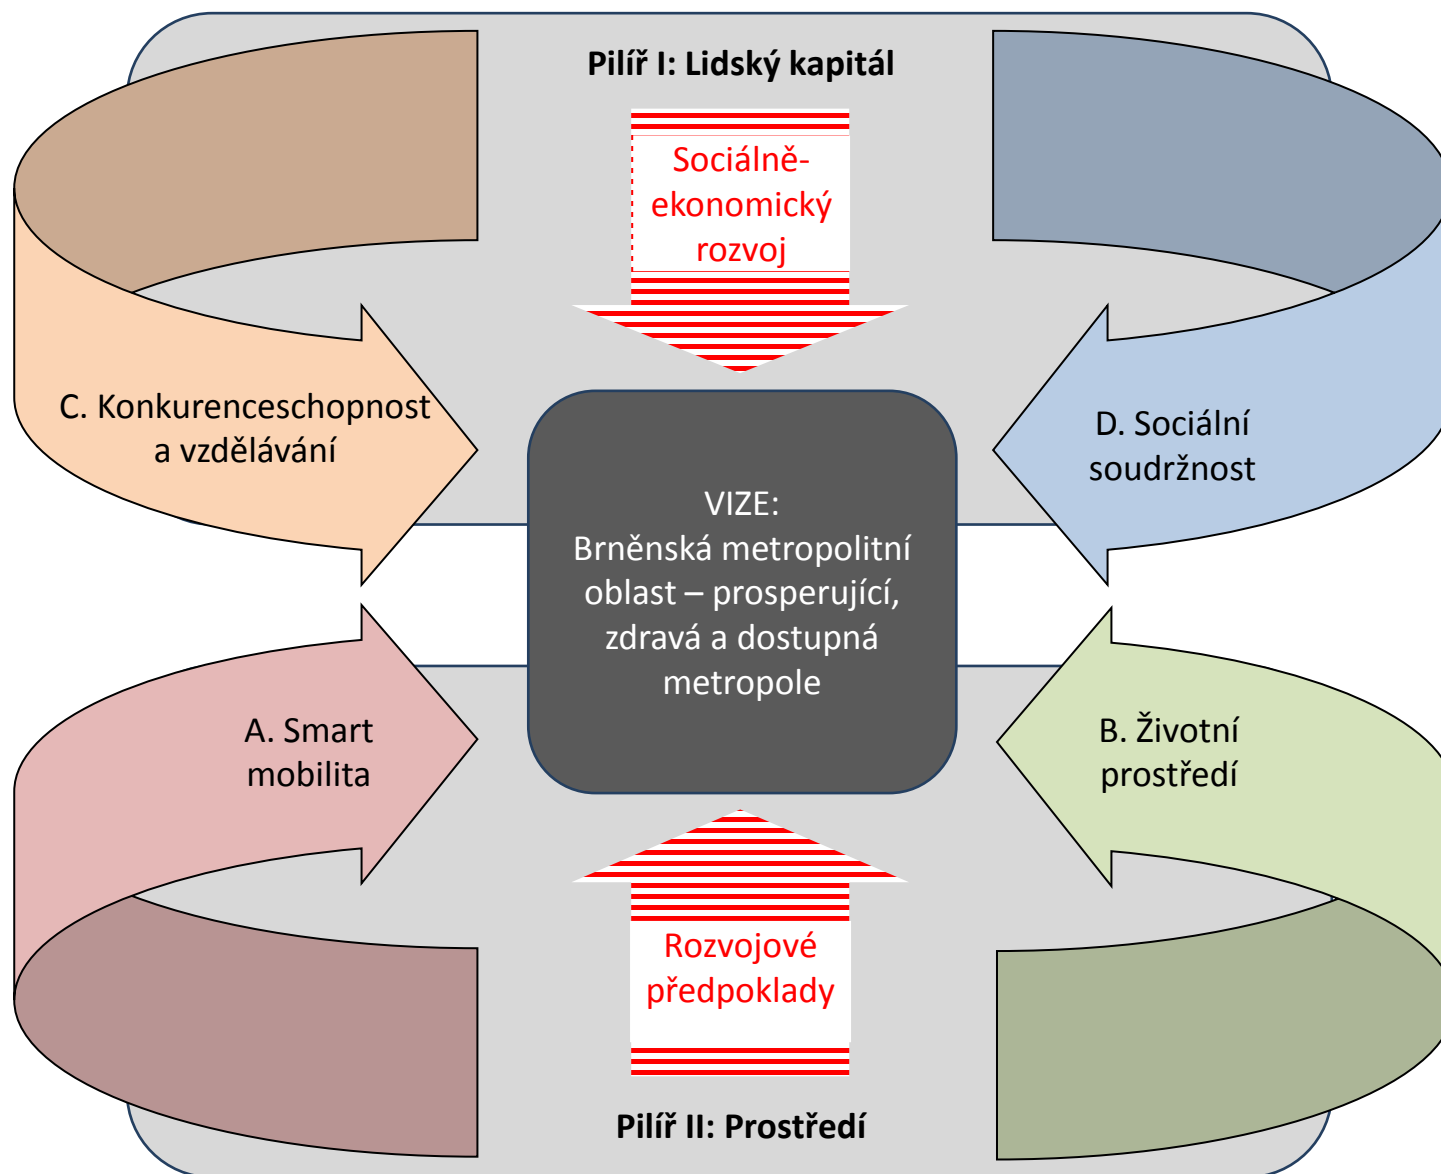 Pilíř I: Lidský kapitál
Sociálně-
ekonomický
rozvoj
C. Konkurenceschopnost
a vzdělávání
D. Sociální
soudržnost
VIZE:
Brněnská metropolitní
oblast – prosperující,
zdravá a dostupná
metropole
A. Smart
mobilita
B. Životní
prostředí
Rozvojové
předpoklady
Pilíř II: Prostředí